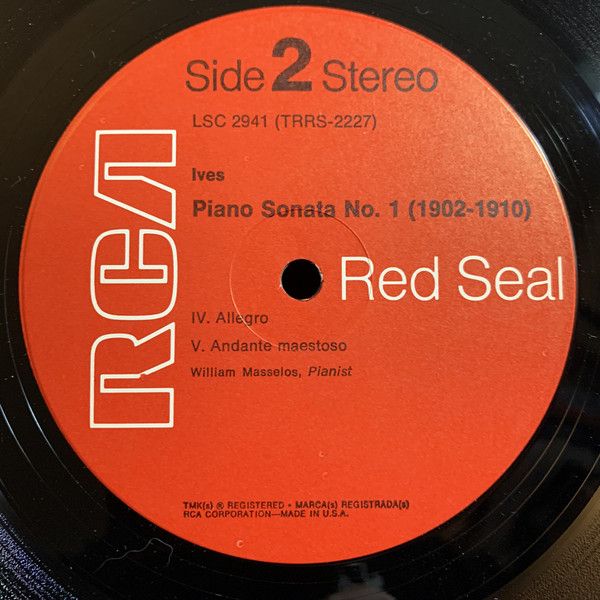 Side 2 Stereo
LSC 2941 (TRRS-2227)
RCA
Ives
Piano Sonata No. 1 (1902-1910)
Red Seal
IV. Allegro
V. Andante maestoso
William Masselos, Pianist
TMK(s) ® REGISTERED • MARCA(s) REGISTRADA(s)
RCA CORPORATION—MADE IN U.S.A.